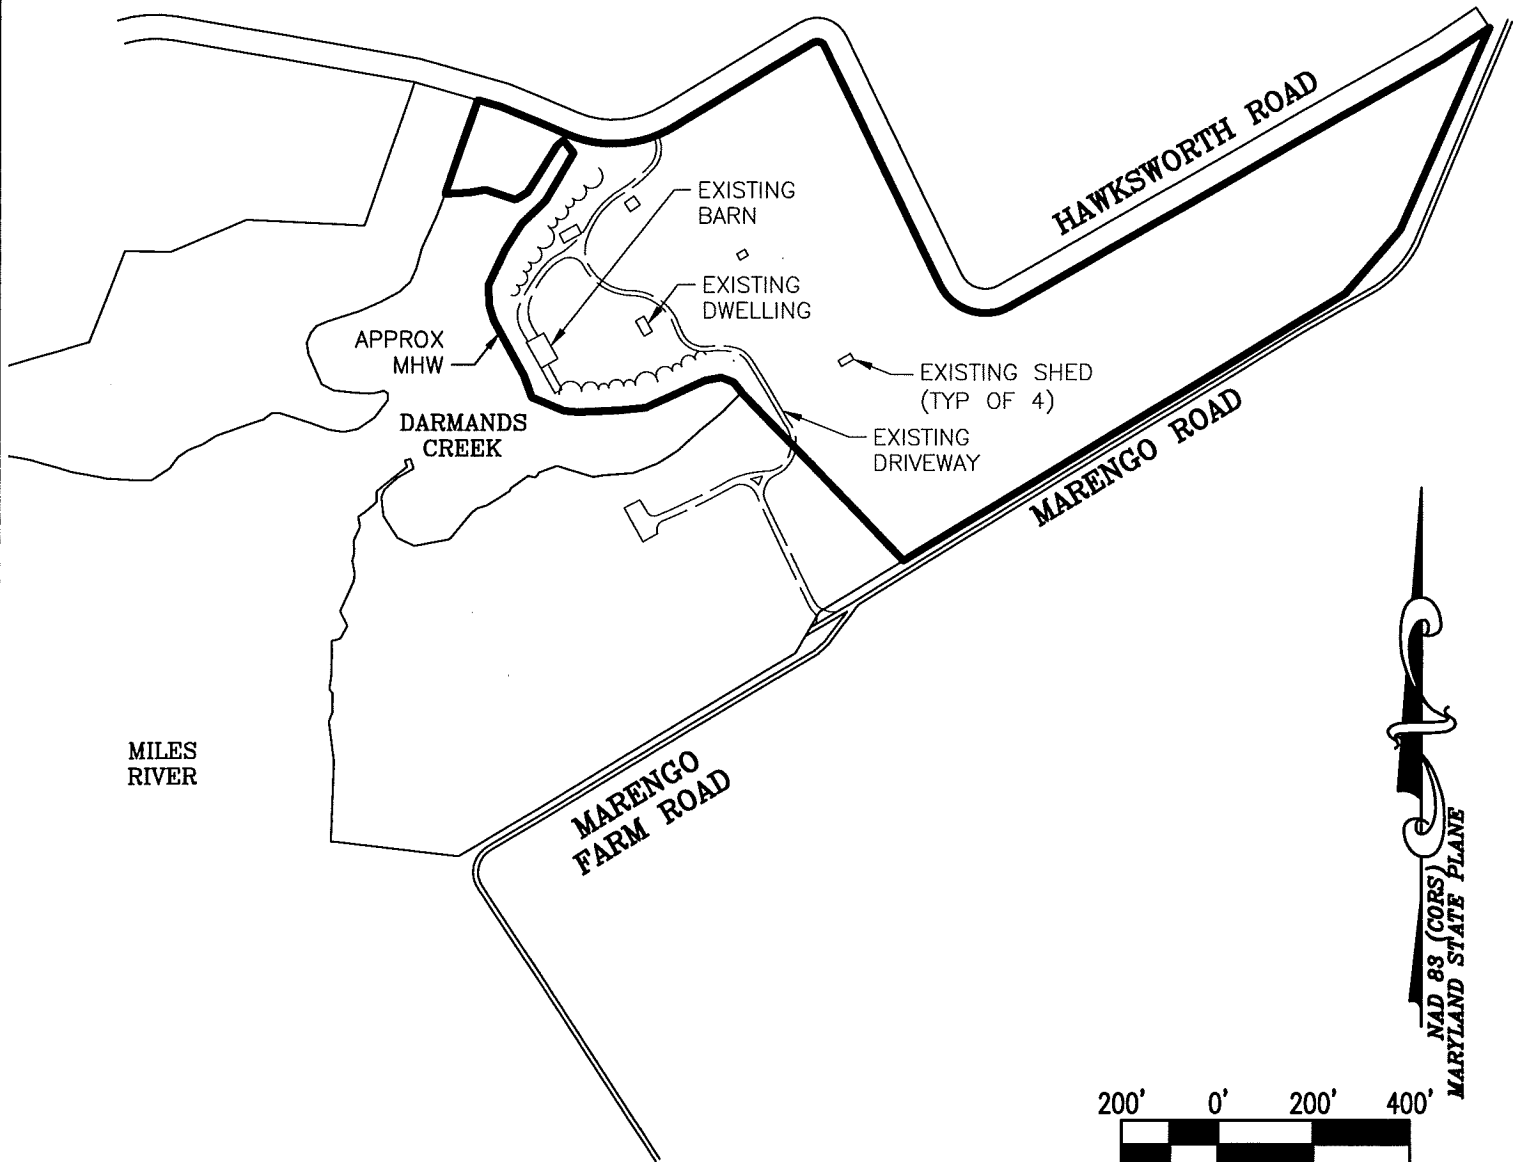 HAWKSWORTH ROAD
EXISTING
BARN
EXISTING
DWELLING
APPROX
MHW
EXISTING SHED
(TYP OF 4)
DARMANDS
CREEK
EXISTING
DRIVEWAY
MARENGO ROAD
MILES
RIVER
MARENGO
FARM ROAD
NAD 83 (CORS)
MARYLAND STATE PLANE
200' 0' 200' 400'